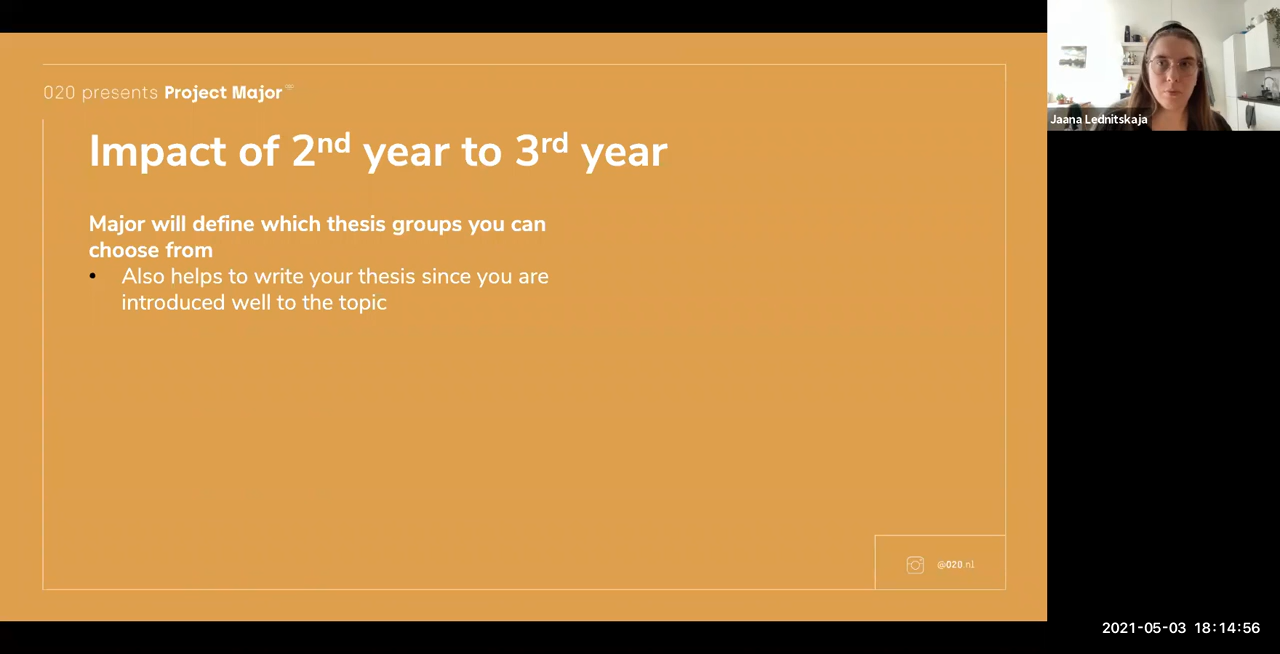 020 presents Project Major
Impact of 2nd year to 3rd year
Major will define which thesis groups you can
choose from
• Also helps to write your thesis since you are
introduced well to the topic
@020 nl
Jaana Lednitskaja
2021-05-03 18:14:56